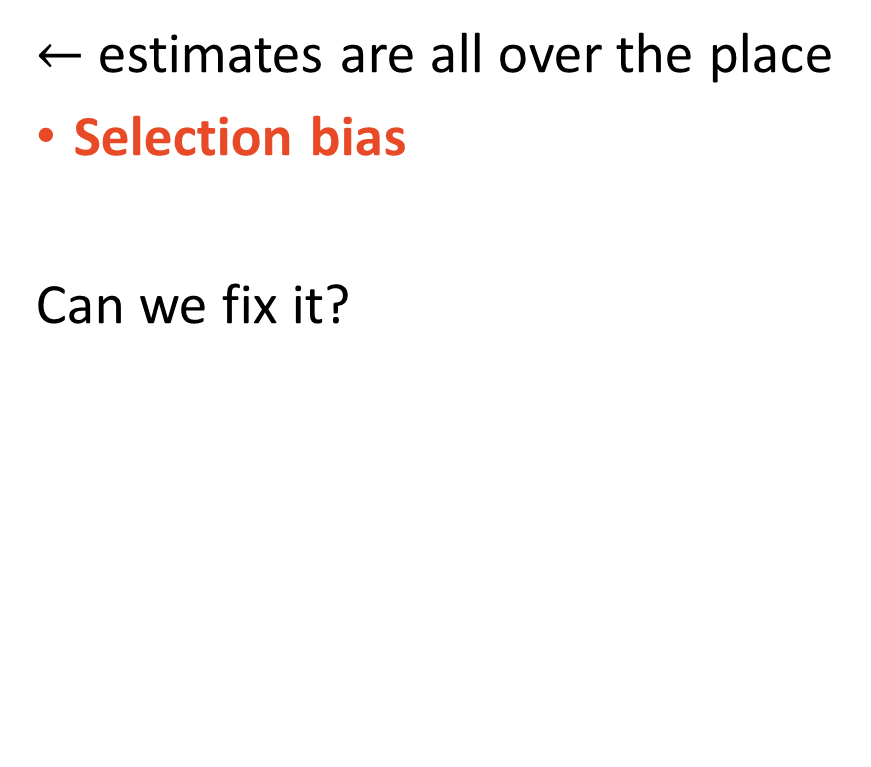 ← estimates are all over the place
• Selection bias
Can we fix it?